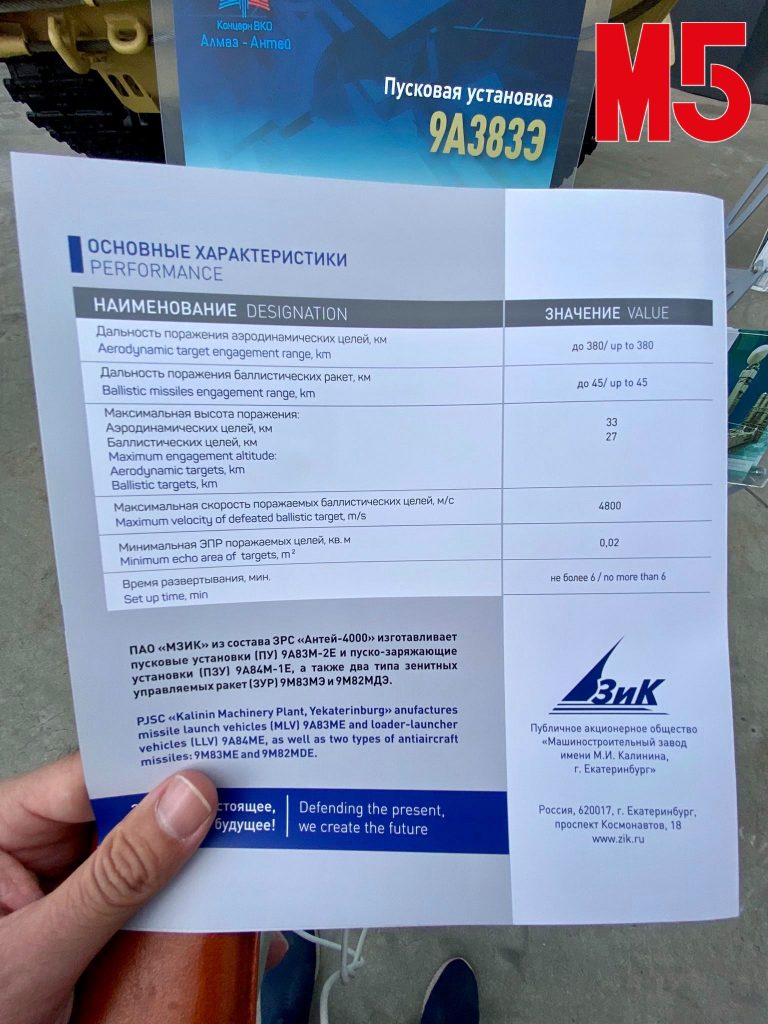 Концерн ВКО
Алмаз - Антей
Пусковая установка
9А383Э
М5
ОСНОВНЫЕ ХАРАКТЕРИСТИКИ
PERFORMANCE
НАИМЕНОВАНИЕ DESIGNATION
ЗНАЧЕНИЕ VALUE
Дальность поражения аэродинамических целей, км
Aerodynamic target engagement range, km
до 380/ up to 380
Дальность поражения баллистических ракет, км
Ballistic missiles engagement range, km
до 45/ up to 45
Максимальная высота поражения:
Аэродинамических целей, км
Баллистических целей, км
Maximum engagement altitude:
Aerodynamic targets, km
Ballistic targets, km
33
27
Максимальная скорость поражаемых баллистических целей, м/с
Maximum velocity of defeated ballistic target, m/s
4800
Минимальная ЭПР поражаемых целей, кв. м
Minimum echo area of targets, m²
0,02
Время развертывания, мин.
Set up time, min
не более 6 / no more than 6
ПАО «МЗИК» из состава ЗРС «Антей-4000» изготавливает
пусковые установки (ПУ) 9А83М-2Е и пуско-заряжающие
установки (ПЗУ) 9А84М-1Е, а также два типа зенитных
управляемых ракет (ЗУР) 9М83МЭ и 9М82МДЭ.
PJSC «Kalinin Machinery Plant, Yekaterinburg» anufactures
missile launch vehicles (MLV) 9A83ME and loader-launcher
vehicles (LLV) 9A84ME, as well as two types of antiaircraft
missiles: 9M83ME and 9M82MDE.
стоящее,
будущее!
Defending the present,
we create the future
ЗиК
Публичное акционерное общество
«Машиностроительный завод
имени М.И. Калинина,
г. Екатеринбург»
Россия, 620017, г. Екатеринбург,
проспект Космонавтов, 18
www.zik.ru